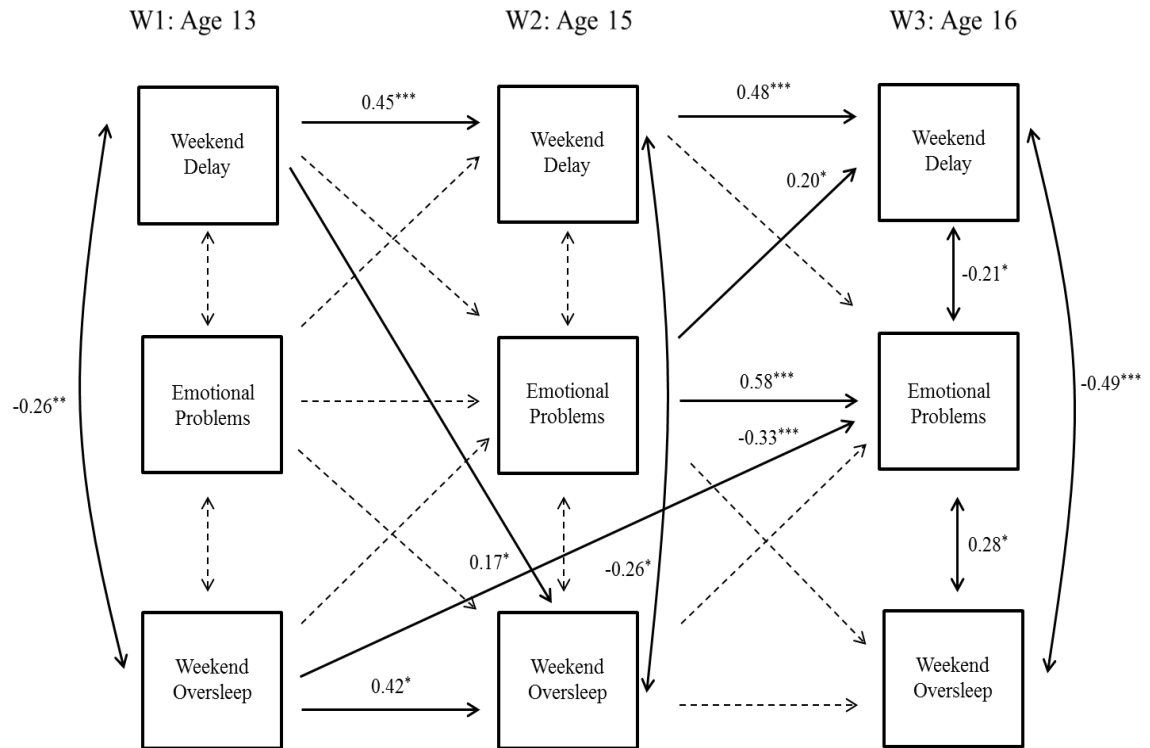 W1: Age 13
W2: Age 15
W3: Age 16
0.45***
0.48***
Weekend
Delay
Weekend
Delay
Weekend
Delay
0.20*
-0.21*
Emotional
Problems
Emotional
Problems
Emotional
Problems
-0.26**
0.58***
-0.49***
-0.33***
0.17*
-0.26*
0.28*
Weekend
Oversleep
Weekend
Oversleep
Weekend
Oversleep
0.42*